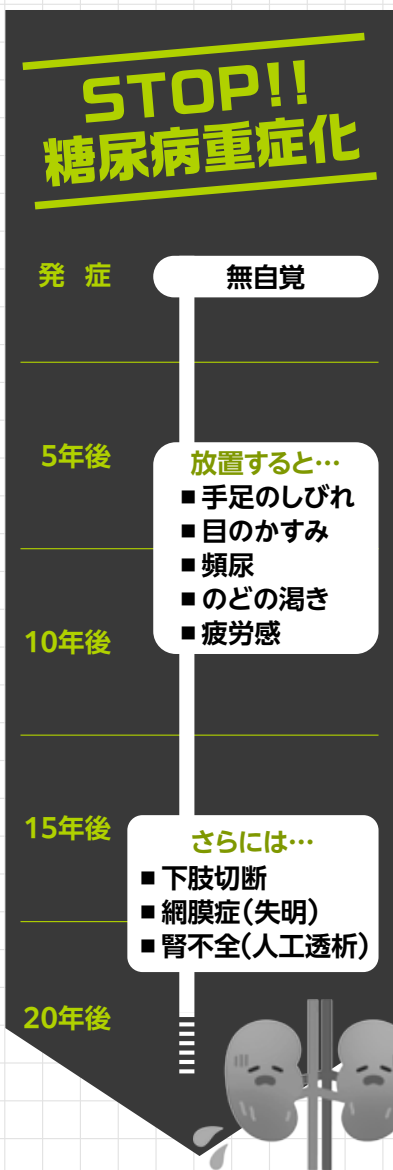 STOP!!
糖尿病重症化
発症
無自覚
5年後
放置すると…
■手足のしびれ
■目のかすみ
■頻尿
■のどの渇き
■疲労感
10年後
15年後
さらには…
■下肢切断
■網膜症(失明)
■腎不全(人工透析)
20年後